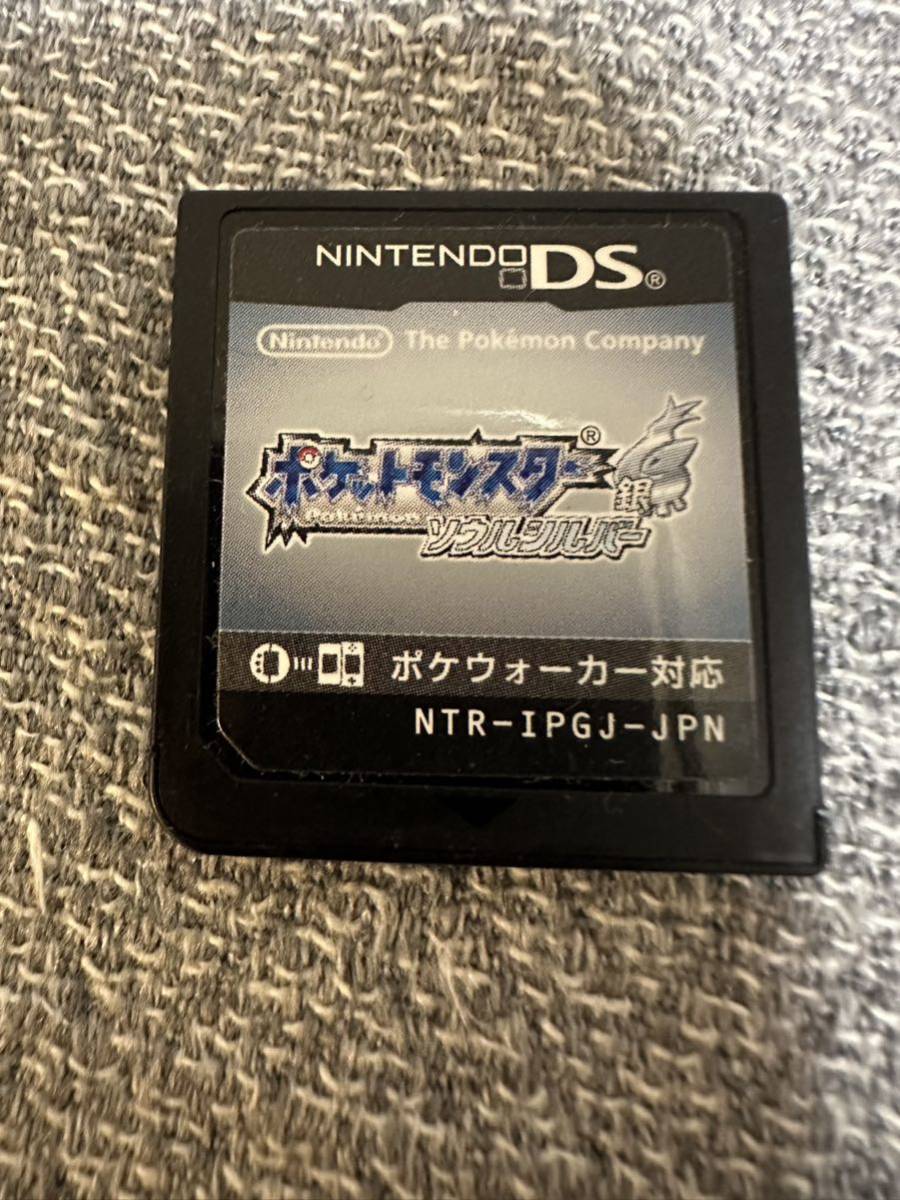 NINTENDO DS®
Nintendo® The Pokémon Company
ポケットモンスター®
Pokémon
ソウルシルバー
NTR-IPGJ-JPN
ポケウォーカー対応